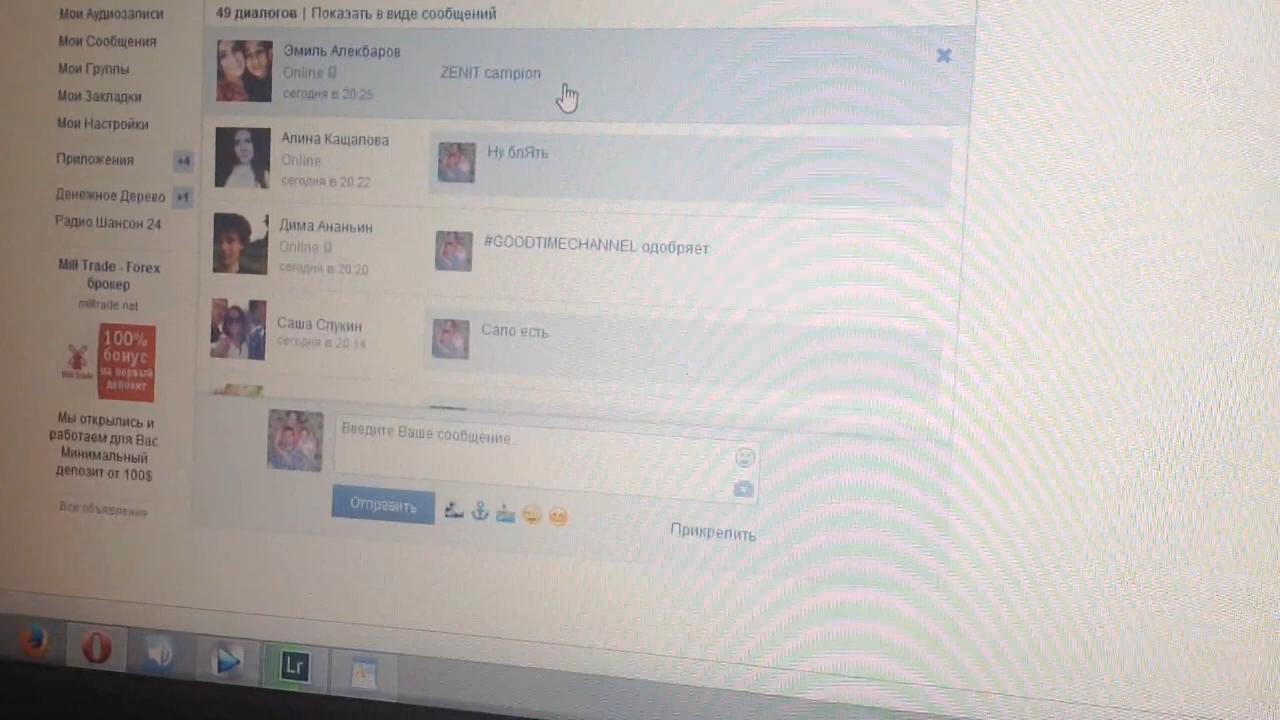 Мои Аудиозаписи
Мои Сообщения
Мои Группы
Мои Закладки
Мои Настройки
Приложения +4
Денежное Дерево +1
Радио Шансон 24
Mill Trade - Forex
брокер
milltrade.net
100%
бонус
на первый
депозит
Mill Trade
Мы открылись и
работаем для Вас
Минимальный
депозит от 100$
Все объявления
49 диалогов | Показать в виде сообщений
Эмиль Алекбаров
Online
сегодня в 20:25
ZENIT campion
Алина Кащапова
Online
сегодня в 20:22
Ну блЯть
Дима Ананьин
Online
сегодня в 20:20
#GOODTIMECHANNEL одобряет
Саша Слукин
сегодня в 20:14
Сало есть
Введите Ваше сообщение...
Отправить
Прикрепить
Lr